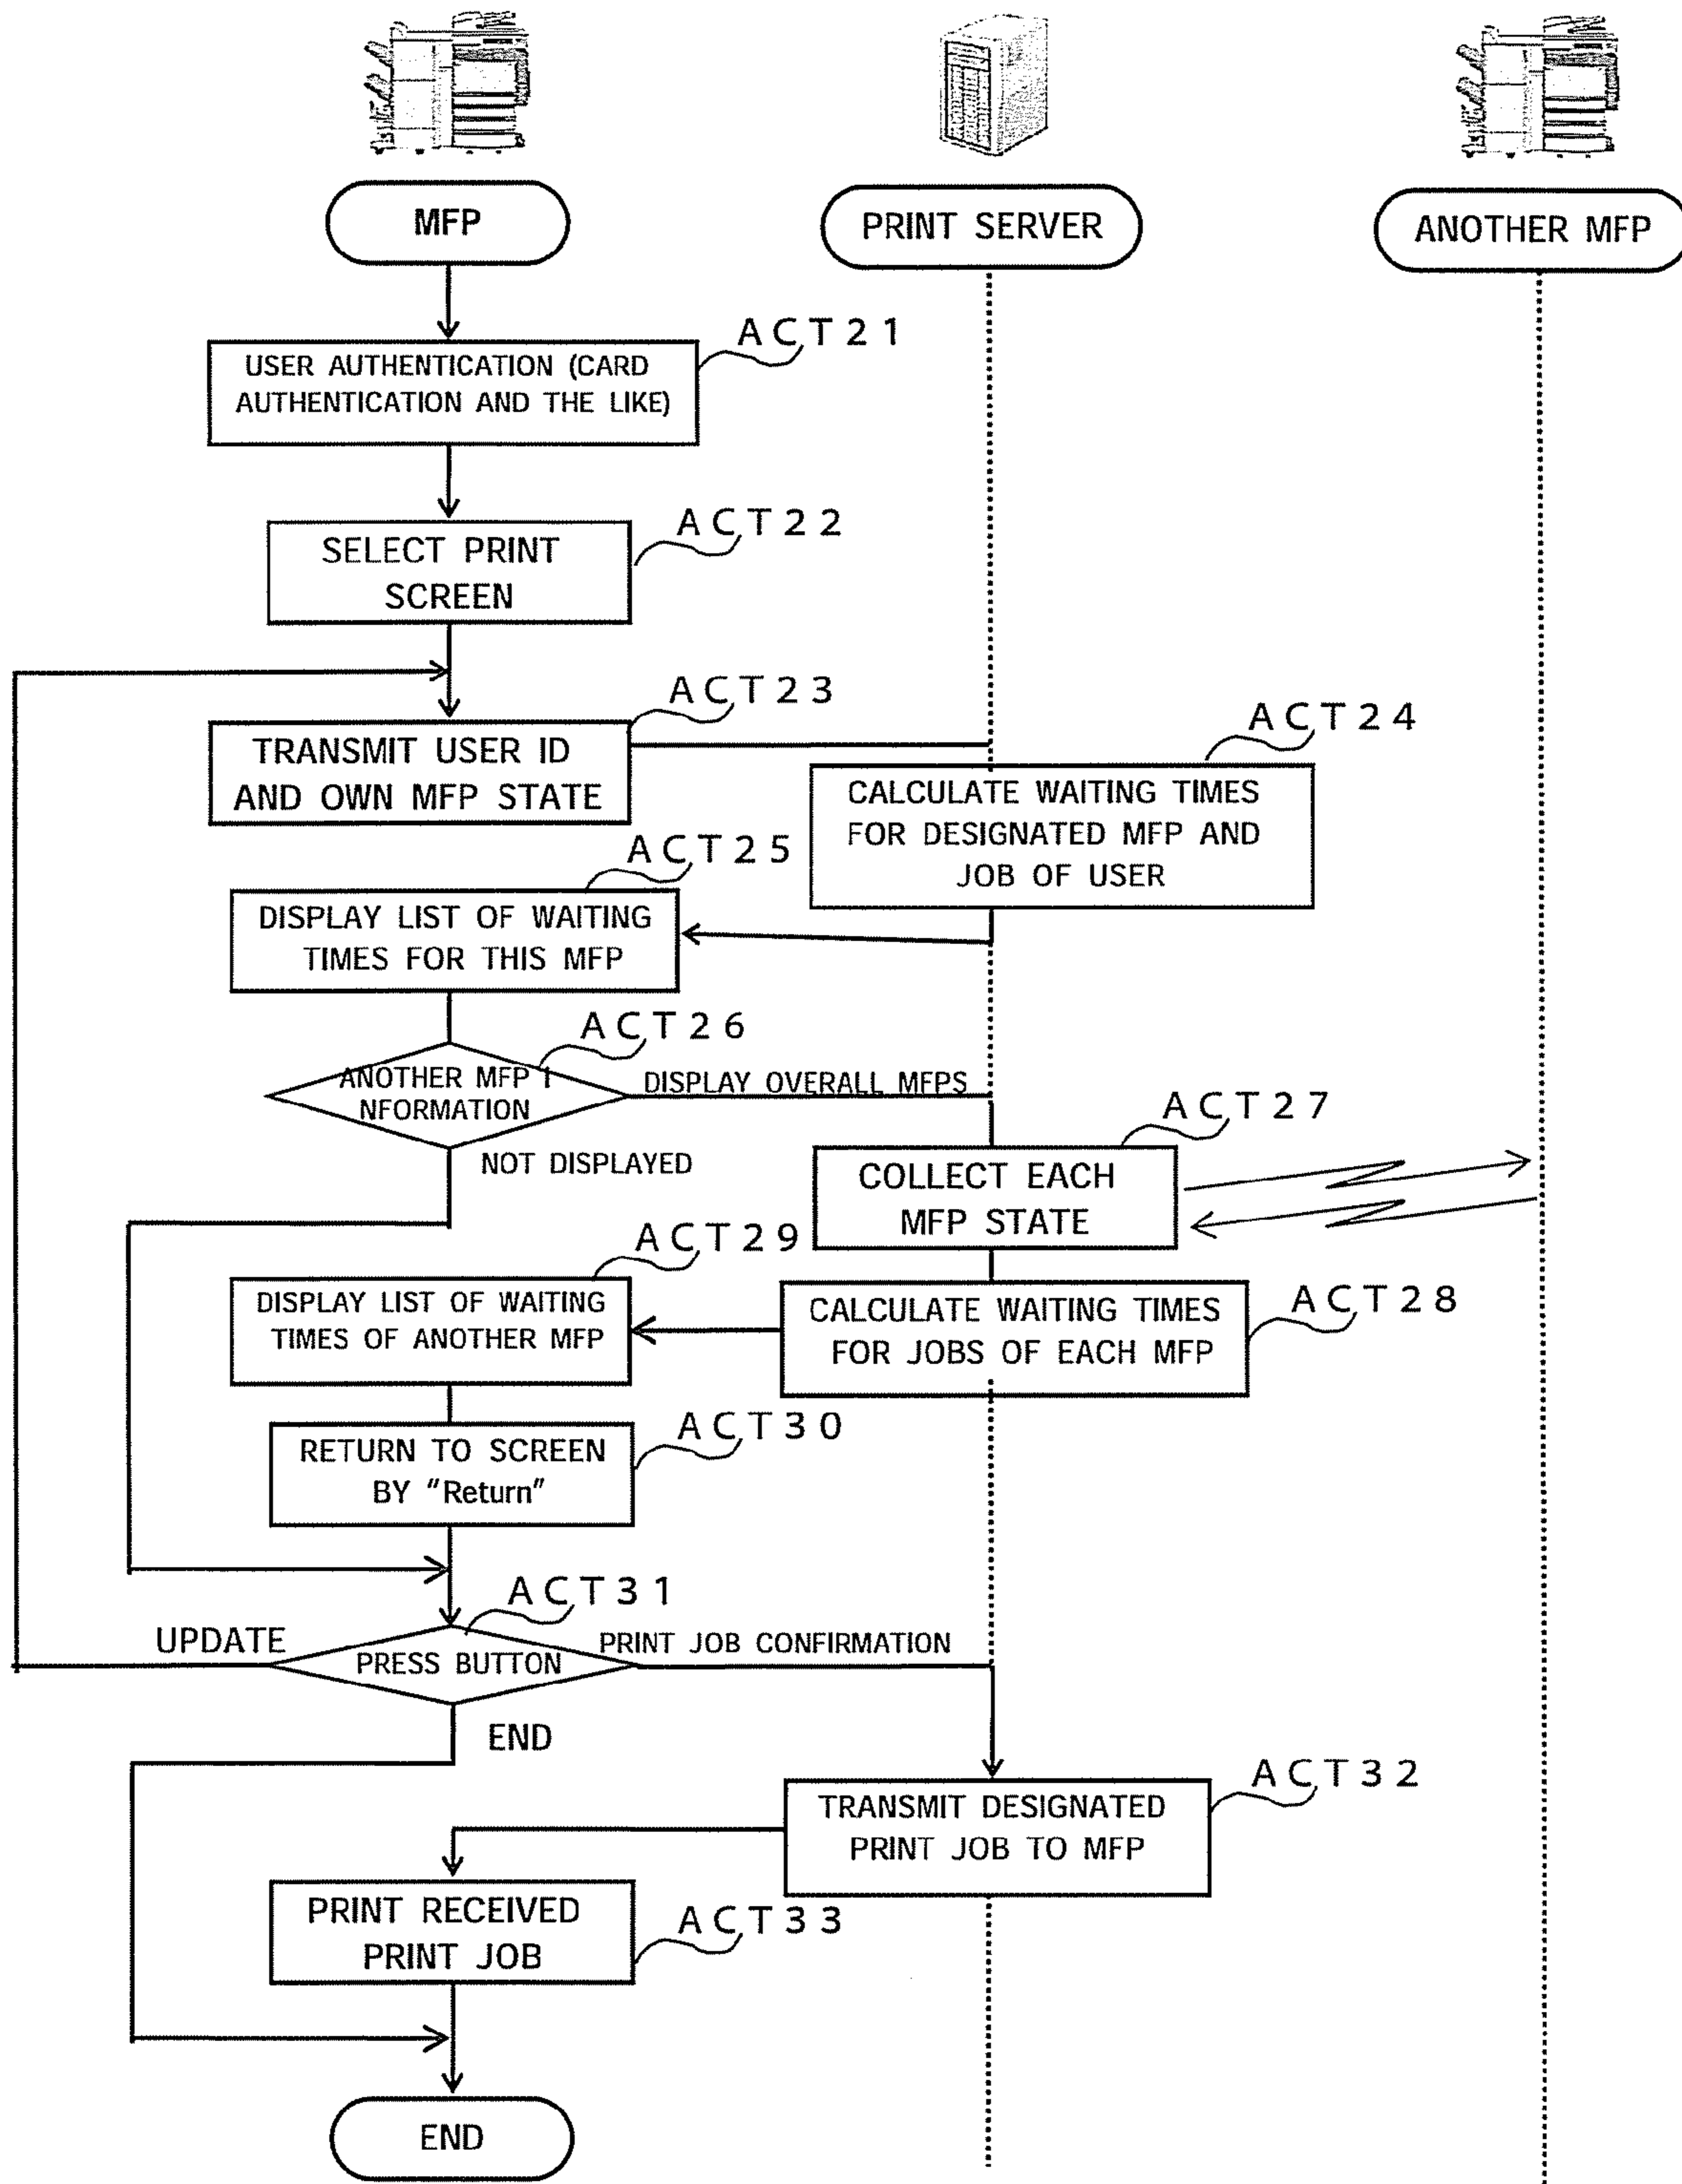 MFP
PRINT SERVER
ANOTHER MFP
ACT21
USER AUTHENTICATION (CARD
AUTHENTICATION AND THE LIKE)
ACT22
SELECT PRINT
SCREEN
ACT23
TRANSMIT USER ID
AND OWN MFP STATE
ACT24
CALCULATE WAITING TIMES
FOR DESIGNATED MFP AND
JOB OF USER
ACT25
DISPLAY LIST OF WAITING
TIMES FOR THIS MFP
ACT26
ANOTHER MFP I
NFORMATION
DISPLAY OVERALL MFPS
NOT DISPLAYED
ACT27
COLLECT EACH
MFP STATE
ACT28
CALCULATE WAITING TIMES
FOR JOBS OF EACH MFP
ACT29
DISPLAY LIST OF WAITING
TIMES OF ANOTHER MFP
ACT30
RETURN TO SCREEN
BY "Return"
ACT31
UPDATE
PRESS BUTTON
PRINT JOB CONFIRMATION
END
ACT32
TRANSMIT DESIGNATED
PRINT JOB TO MFP
ACT33
PRINT RECEIVED
PRINT JOB
END